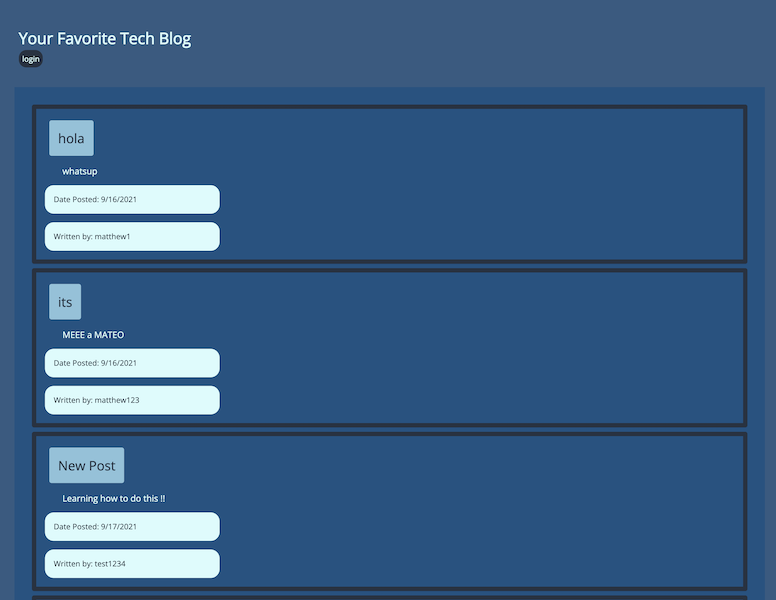 Your Favorite Tech Blog
login
hola
whatsup
Date Posted: 9/16/2021
Written by: matthew1
its
MEEE a MATEO
Date Posted: 9/16/2021
Written by: matthew123
New Post
Learning how to do this !!
Date Posted: 9/17/2021
Written by: test1234